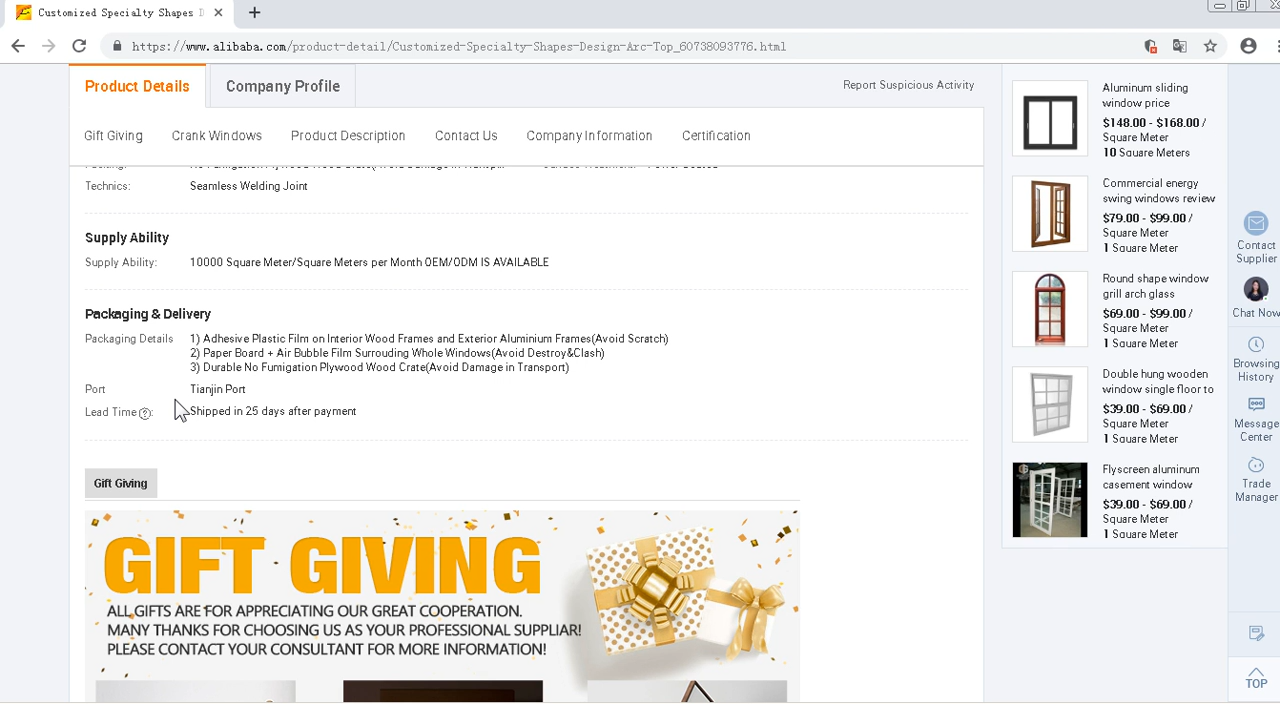 Customized Specialty Shapes D
https://www.alibaba.com/product-detail/Customized-Specialty-Shapes-Design-Arc-Top_60738093776.html
Product Details
Company Profile
Report Suspicious Activity
Gift Giving
Crank Windows
Product Description
Contact Us
Company Information
Certification
Technics: Seamless Welding Joint
Supply Ability
Supply Ability: 10000 Square Meter/Square Meters per Month OEM/ODM IS AVAILABLE
Packaging & Delivery
Packaging Details 1) Adhesive Plastic Film on Interior Wood Frames and Exterior Aluminium Frames(Avoid Scratch)
2) Paper Board + Air Bubble Film Surrouding Whole Windows(Avoid Destroy&Clash)
3) Durable No Fumigation Plywood Wood Crate(Avoid Damage in Transport)
Port Tianjin Port
Lead Time ?: Shipped in 25 days after payment
Gift Giving
GIFT GIVING
ALL GIFTS ARE FOR APPRECIATING OUR GREAT COOPERATION.
MANY THANKS FOR CHOOSING US AS YOUR PROFESSIONAL SUPPLIAR!
PLEASE CONTACT YOUR CONSULTANT FOR MORE INFORMATION!
Aluminum sliding
window price
$148.00 - $168.00 /
Square Meter
10 Square Meters
Commercial energy
swing windows review
$79.00 - $99.00 /
Square Meter
1 Square Meter
Round shape window
grill arch glass
$69.00 - $99.00 /
Square Meter
1 Square Meter
Double hung wooden
window single floor to
$39.00 - $69.00 /
Square Meter
1 Square Meter
Flyscreen aluminum
casement window
$39.00 - $69.00 /
Square Meter
1 Square Meter
Contact
Supplier
Chat Now
Browsing
History
Message
Center
Trade
Manager
TOP